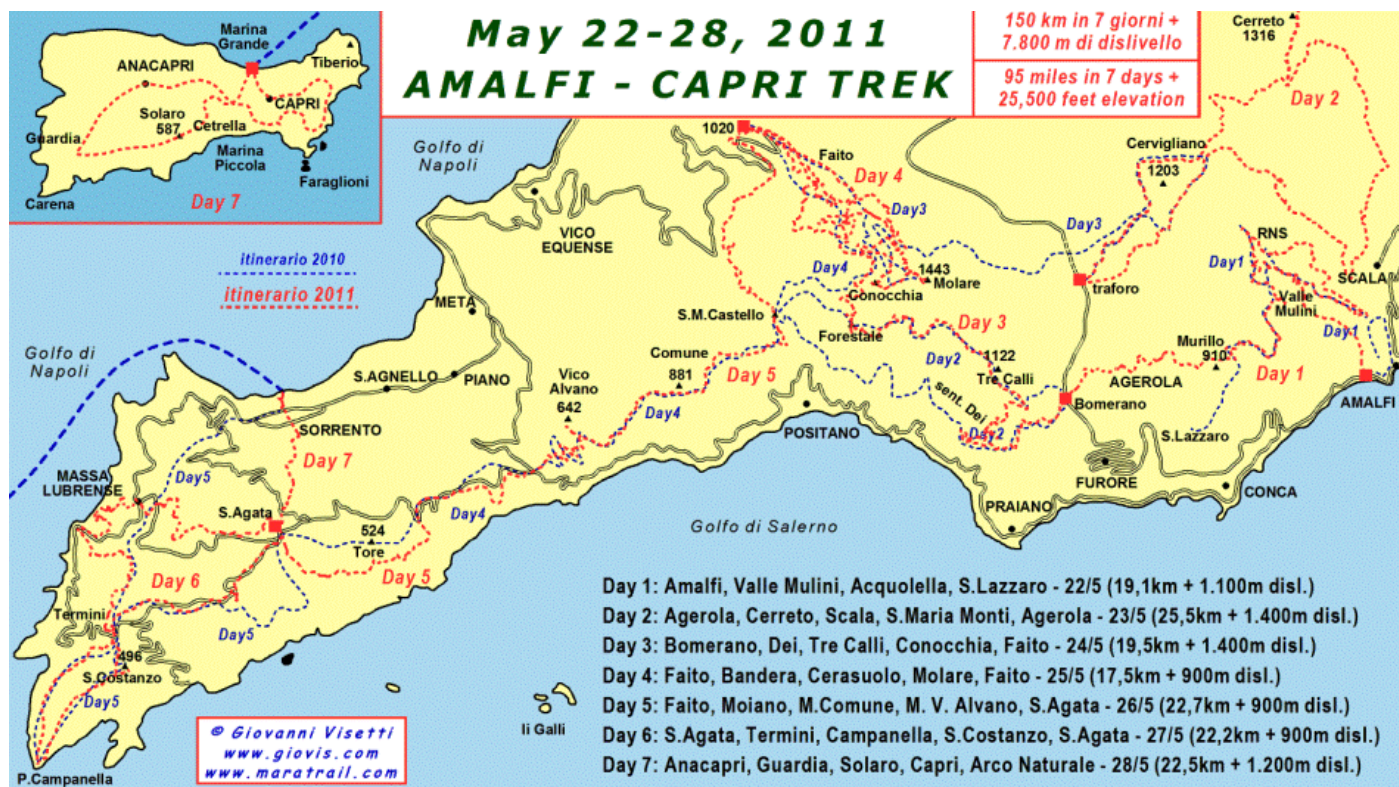 May 22-28, 2011
AMALFI - CAPRI TREK
150 km in 7 giorni +
7.800 m di dislivello
95 miles in 7 days +
25,500 feet elevation
Marina
Grande
Tiberio
ANACAPRI
CAPRI
Solaro
587
Cetrella
Guardia
Marina
Piccola
Faraglioni
Carena
Day 7
Cerreto
1316
Day 2
Golfo di
Napoli
1020
Faito
Day 4
Cervigliano
1203
Day3
Day3
VICO
EQUENSE
RNS
itinerario 2010
itinerario 2011
Day4
1443
Molare
Conocchia
traforo
Day1
SCALA
Valle
Mulini
META
S.M.Castello
Forestale
Day 3
Day1
Golfo di
Napoli
Comune
881
Day 5
Day2
1122
Tre Calli
Murillo
910
Day 1
S.AGNELLO
PIANO
Vico
Alvano
642
Day4
AGEROLA
Bomerano
AMALFI
sent. Dei
Day2
SORRENTO
POSITANO
S.Lazzaro
Day 7
Day5
MASSA
LUBRENSE
FURORE
CONCA
S.Agata
524
Tore
Day4
PRAIANO
Golfo di Salerno
Day 5
Day 6
Termini
Day5
496
S.Costanzo
Day5
li Galli
P.Campanella
© Giovanni Visetti
www.giovis.com
www.maratrail.com
Day 1: Amalfi, Valle Mulini, Acquolella, S.Lazzaro - 22/5 (19,1km + 1.100m disl.)
Day 2: Agerola, Cerreto, Scala, S.Maria Monti, Agerola - 23/5 (25,5km + 1.400m disl.)
Day 3: Bomerano, Dei, Tre Calli, Conocchia, Faito - 24/5 (19,5km + 1.400m disl.)
Day 4: Faito, Bandera, Cerasuolo, Molare, Faito - 25/5 (17,5km + 900m disl.)
Day 5: Faito, Moiano, M.Comune, M. V. Alvano, S.Agata - 26/5 (22,7km + 900m disl.)
Day 6: S.Agata, Termini, Campanella, S.Costanzo, S.Agata - 27/5 (22,2km + 900m disl.)
Day 7: Anacapri, Guardia, Solaro, Capri, Arco Naturale - 28/5 (22,5km + 1.200m disl.)